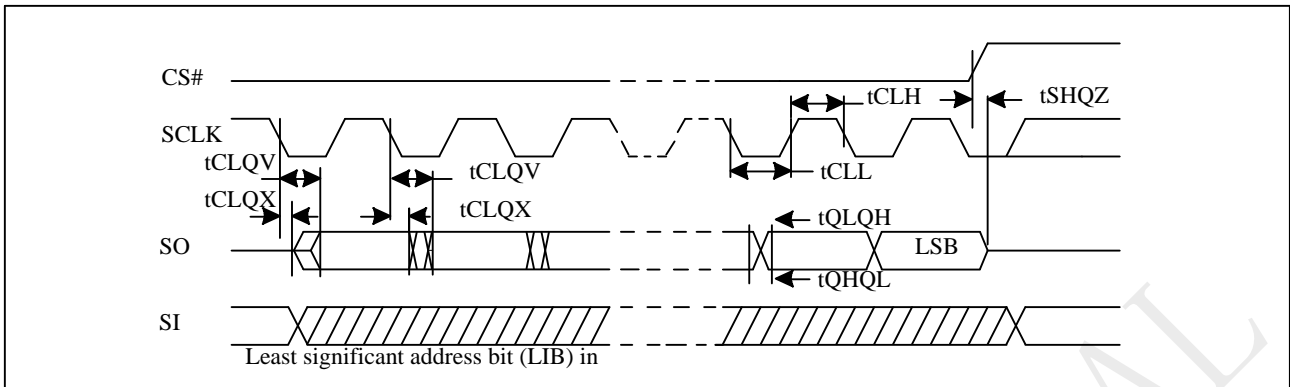 CS#
tCLH
tSHQZ
SCLK
tCLQV
tCLQV
tCLL
tCLQX
tCLQX
tQLQH
SO
LSB
tQHQL
SI
Least significant address bit (LIB) in